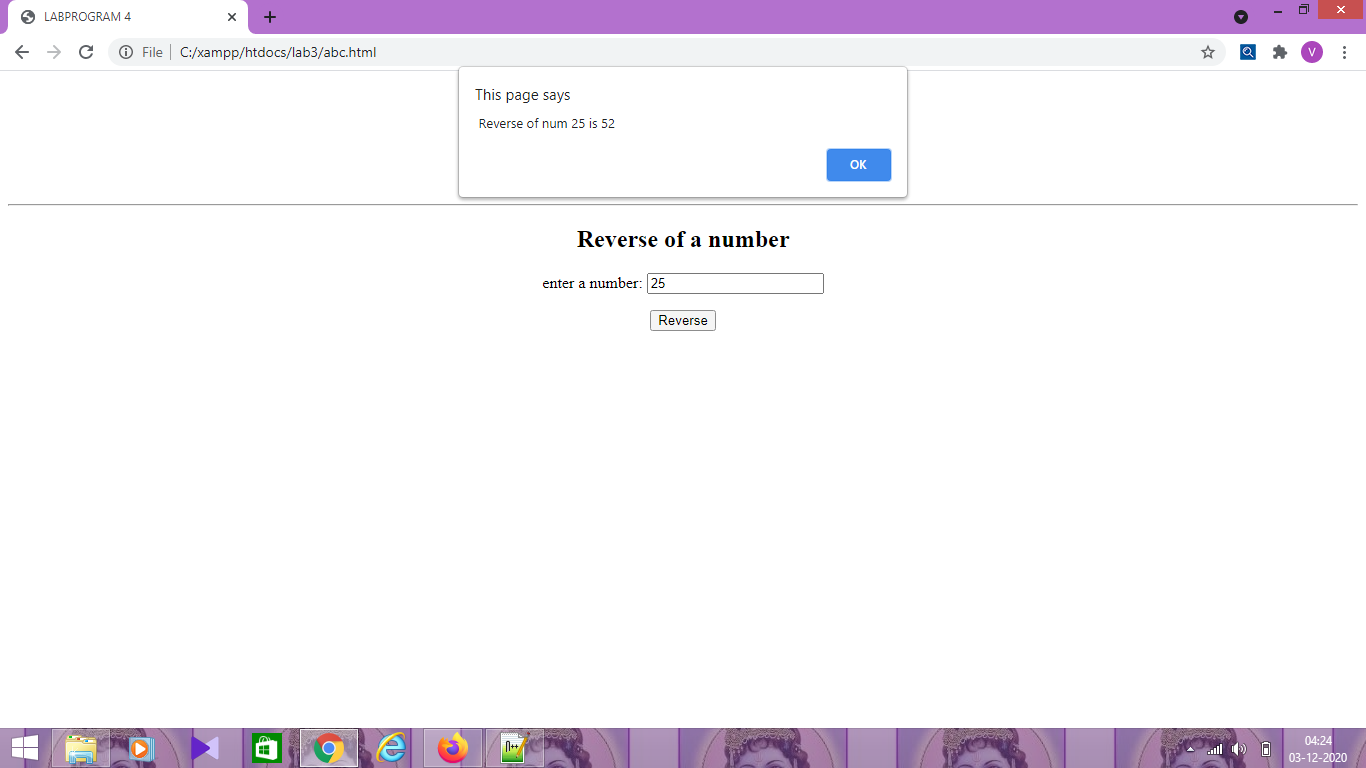 LABPROGRAM 4
File C:/xampp/htdocs/lab3/abc.html
V
This page says
Reverse of num 25 is 52
OK
Reverse of a number
enter a number: 25
Reverse
04:24
03-12-2020